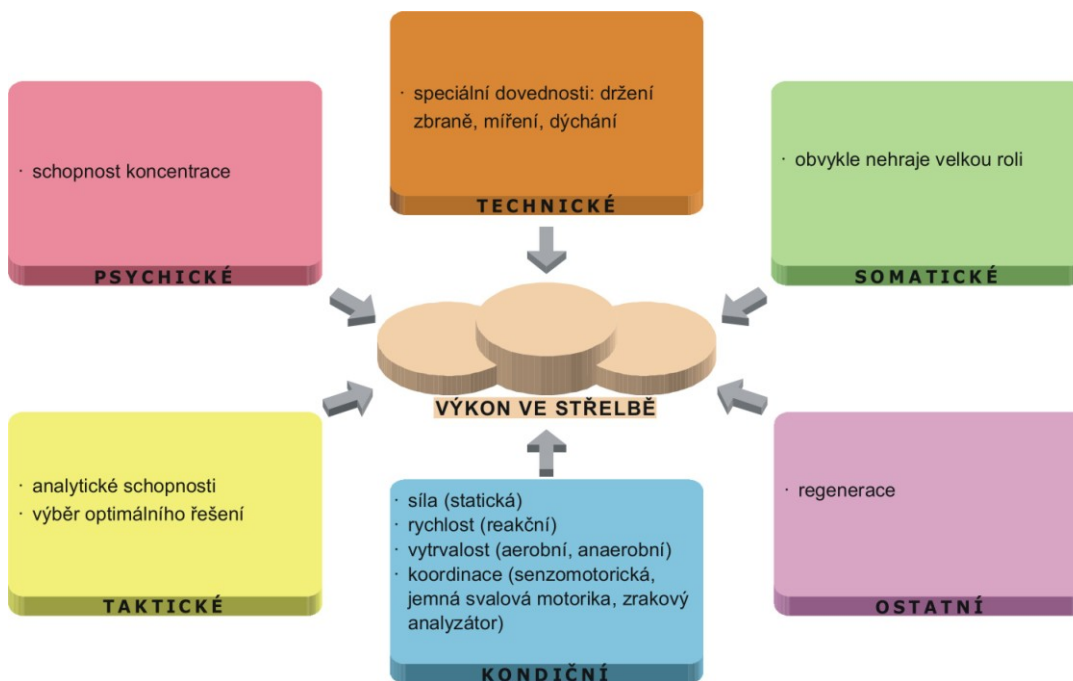 · schopnost koncentrace
PSYCHICKÉ
· speciální dovednosti: držení
zbraně, míření, dýchání
TECHNICKÉ
· obvykle nehraje velkou roli
SOMATICKÉ
VÝKON VE STŘELBĚ
· analytické schopnosti
· výběr optimálního řešení
TAKTICKÉ
· síla (statická)
· rychlost (reakční)
· vytrvalost (aerobní, anaerobní)
· koordinace (senzomotorická,
jemná svalová motorika, zrakový
analyzátor)
KONDIČNÍ
· regenerace
OSTATNÍ